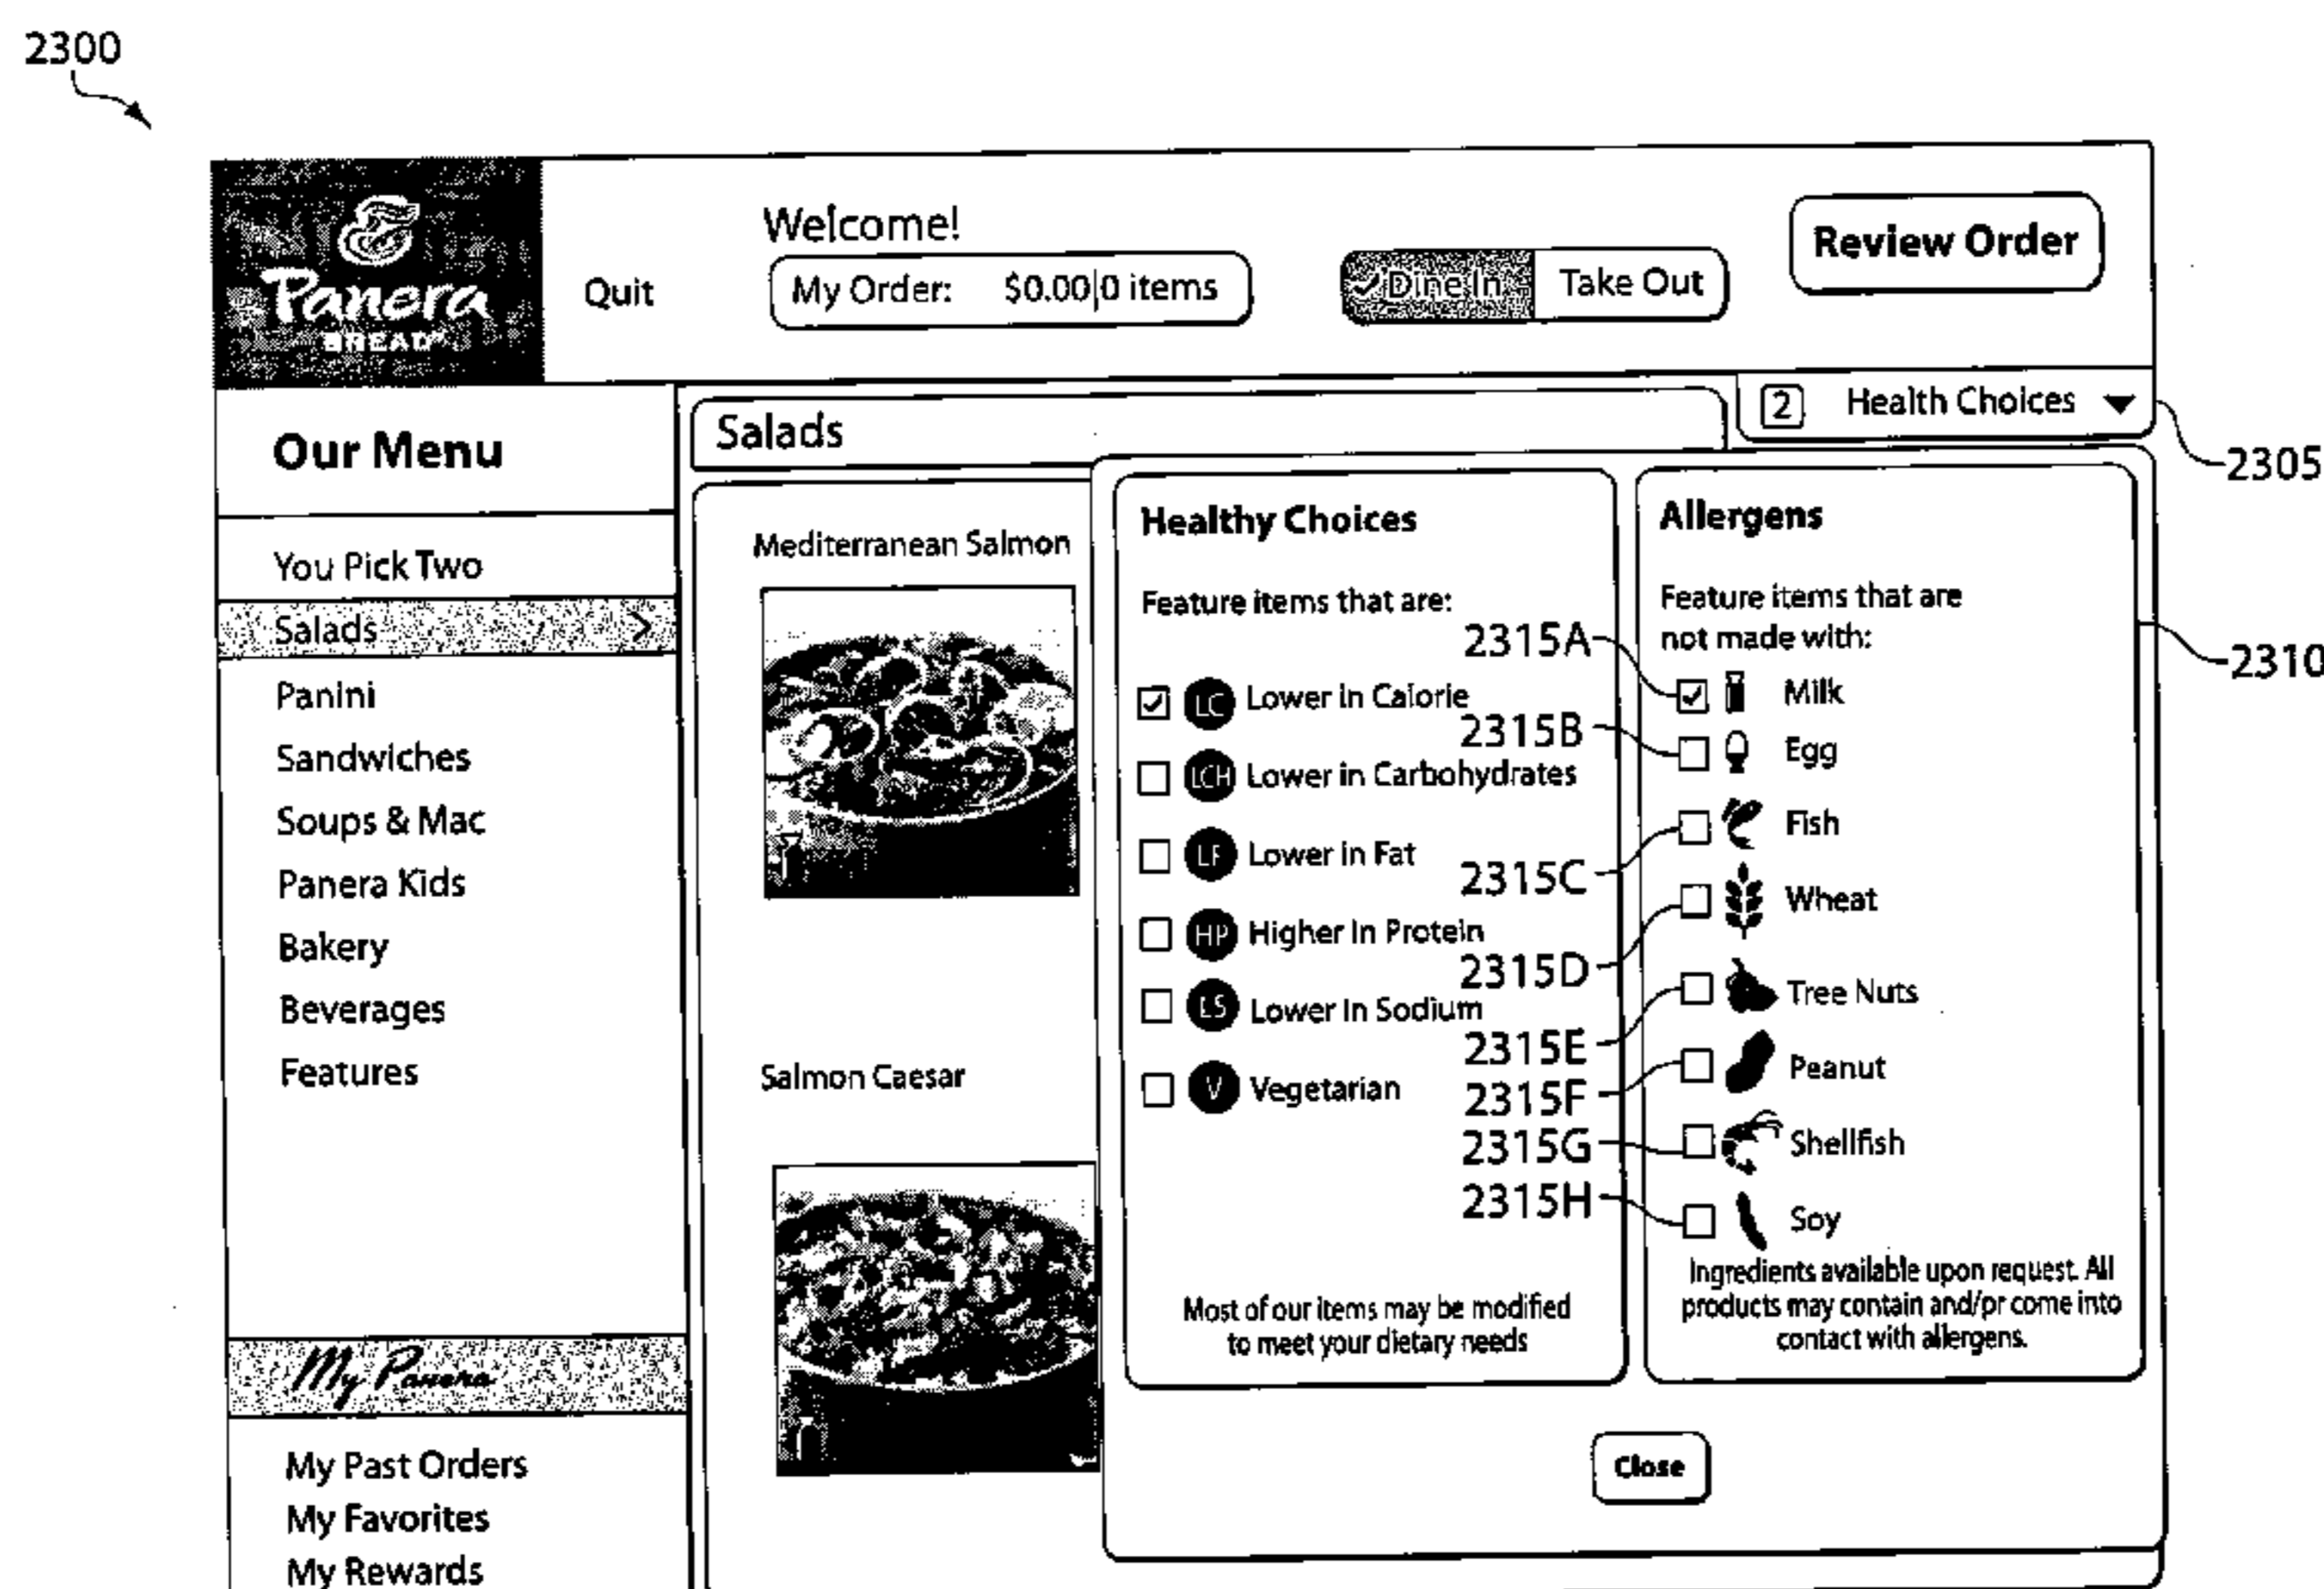 2300
Panera
BREAD
Quit
Welcome!
My Order: $0.00|0 items
✓ Dine In
Take Out
Review Order
2 Health Choices
2305
Our Menu
You Pick Two
Salads >
Panini
Sandwiches
Soups & Mac
Panera Kids
Bakery
Beverages
Features
My Panera
My Past Orders
My Favorites
My Rewards
Salads
Mediterranean Salmon
Salmon Caesar
Healthy Choices
Feature items that are:
LC Lower in Calorie
LCH Lower in Carbohydrates
LF Lower in Fat
HP Higher In Protein
LS Lower In Sodium
V Vegetarian
Most of our items may be modified
to meet your dietary needs
2310
Allergens
Feature items that are
not made with:
2315A Milk
2315B Egg
2315C Fish
2315D Wheat
2315E Tree Nuts
2315F Peanut
2315G Shellfish
2315H Soy
Ingredients available upon request. All
products may contain and/pr come into
contact with allergens.
Close